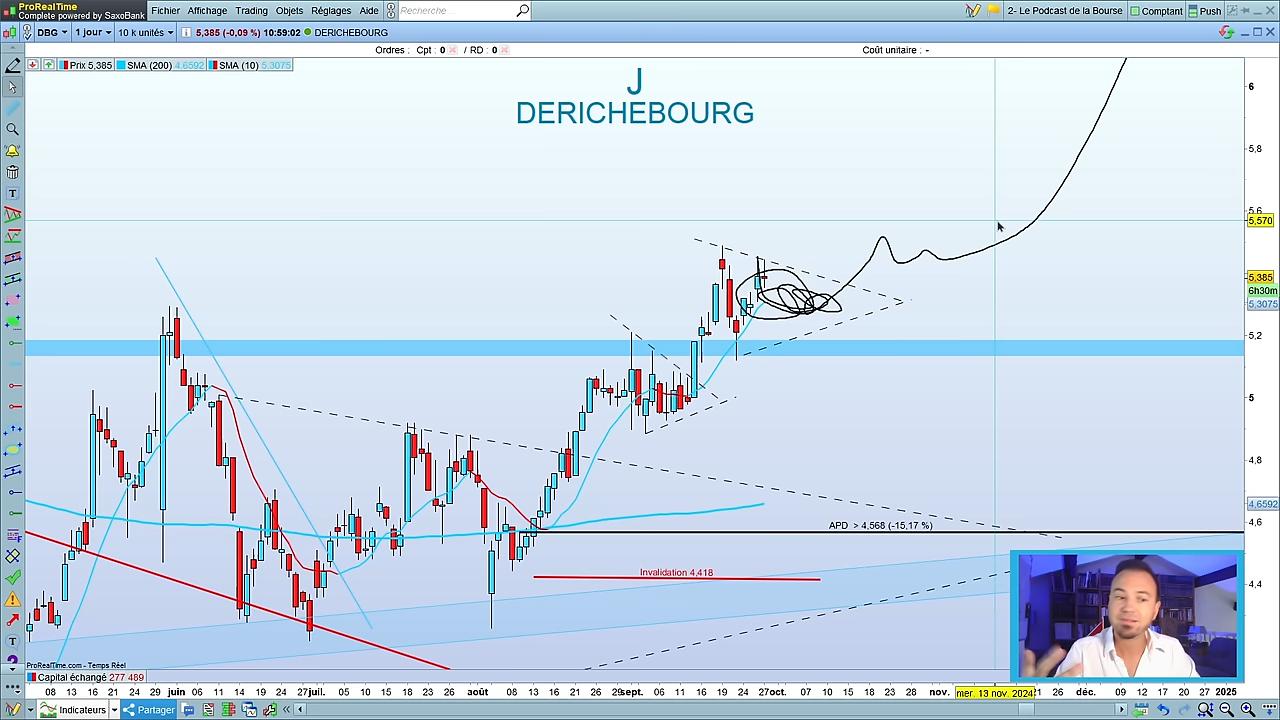 ProRealTime
Complete powered by SaxoBank
Fichier Affichage Trading Objets Réglages Aide Recherche... 2- Le Podcast de la Bourse Comptant Push
DBG 1 jour 10 k unités 5,385 (-0,09 %) 10:59:02 DERICHEBOURG
Ordres : Cpt : 0 / RD : 0 Coût unitaire : -
Prix 5,385 SMA (200) 4.6592 SMA (10) 5.3075
J
DERICHEBOURG
6
5,8
5,6
5,570
5,385
6h30m
5,3075
5,2
5
4,8
4,6592
4,6
4,4
APD > 4,568 (-15,17 %)
Invalidation 4,418
ProRealTime.com - Temps Réel
Capital échangé 277 489
08 13 16 21 24 29 juin 06 11 14 19 24 27 juil. 05 10 15 18 23 26 août 08 13 16 21 26 29 sept. 06 11 16 19 24 27 oct. 07 10 15 18 23 28 nov. mer. 13 nov. 2024 21 26 déc. 09 12 17 20 27 2025
Indicateurs Partager